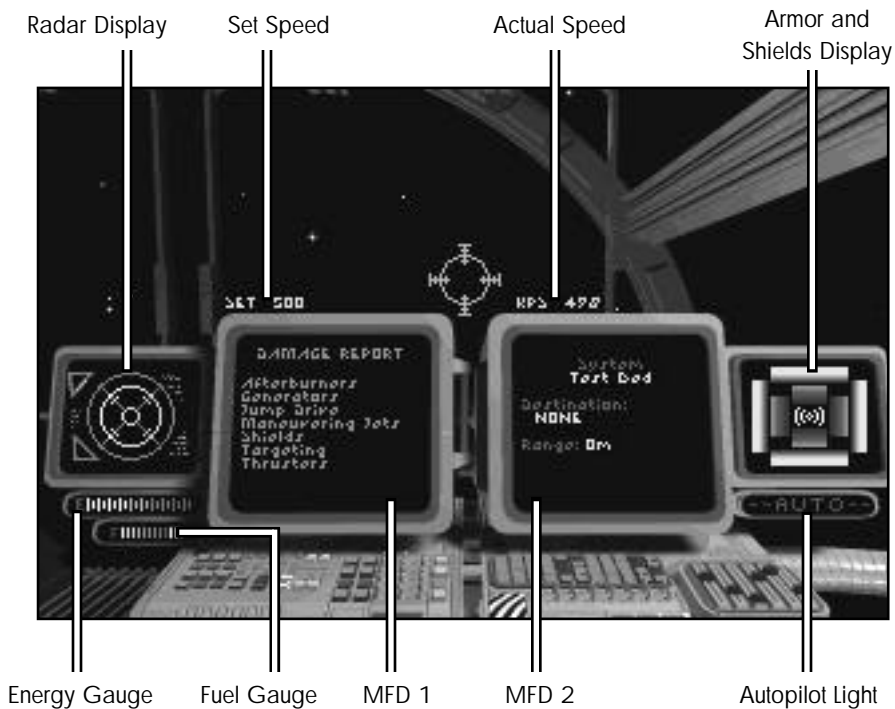 Radar Display
Set Speed
Actual Speed
Armor and
Shields Display
SET 500
KPS 498
DAMAGE REPORT
Afterburners
Generators
Jump Drive
Manouvering Jets
Shields
Targeting
Thrusters
System
Test Bed
Destination:
NONE
Range: 0m
E
AUTO
F
Energy Gauge
Fuel Gauge
MFD 1
MFD 2
Autopilot Light